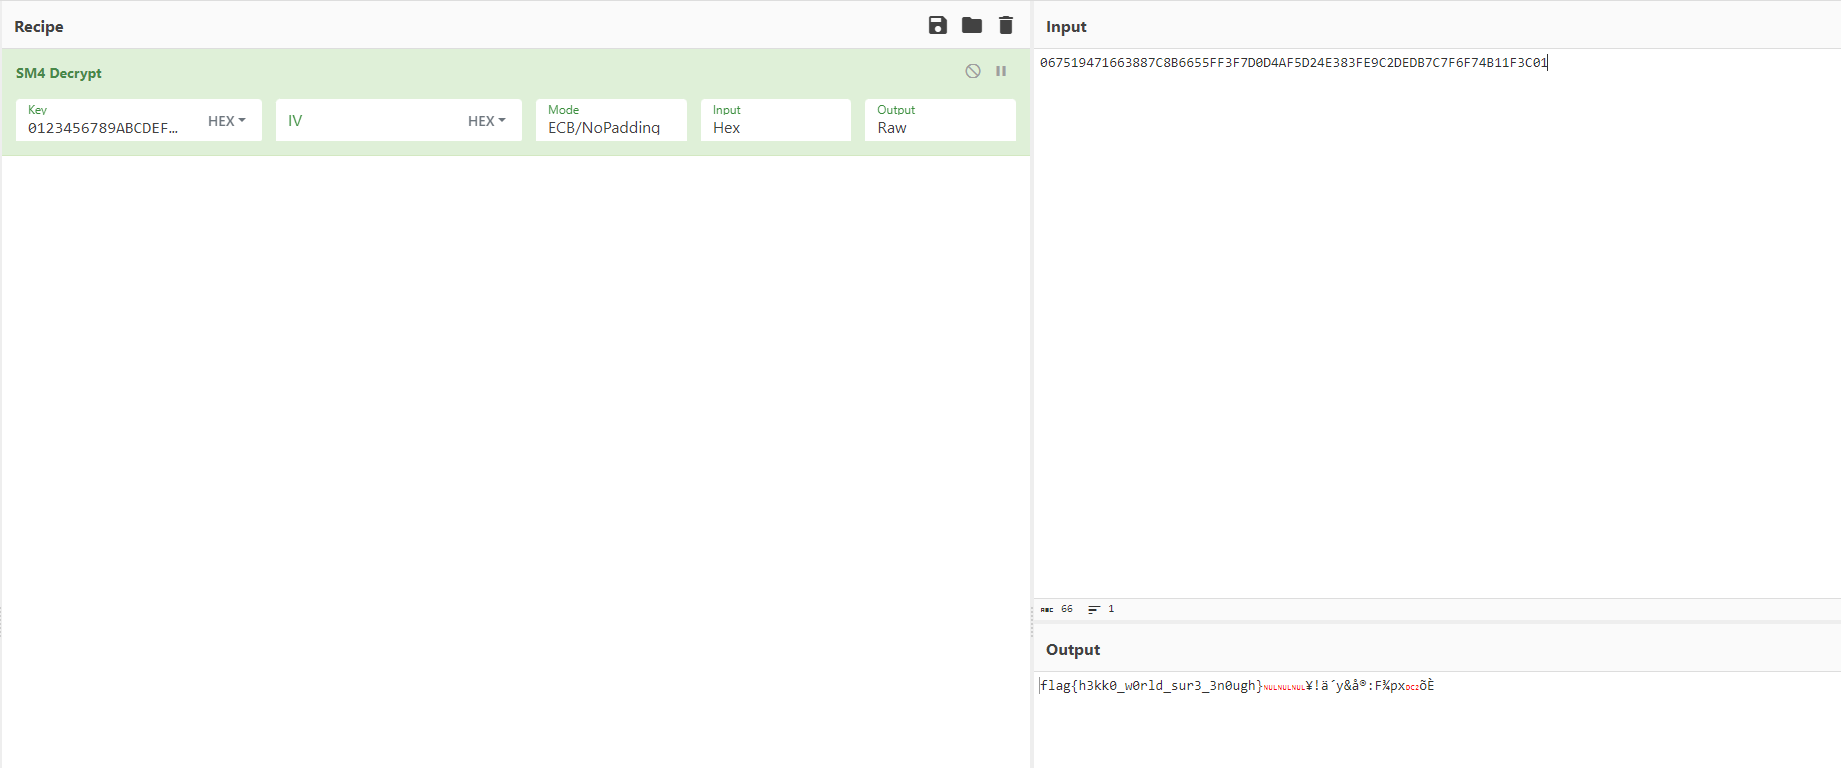 Recipe
SM4 Decrypt
Key
0123456789ABCDEF…
HEX
IV
HEX
Mode
ECB/NoPadding
Input
Hex
Output
Raw
Input
067519471663887C8B6655FF3F7D0D4AF5D24E383FE9C2DEDB7C7F6F74B11F3C01
ABC 66
1
Output
flag{h3kk0_w0rld_sur3_3n0ugh}NULNULNUL¥!ä´y&å®:F¾pxDC2õÈ